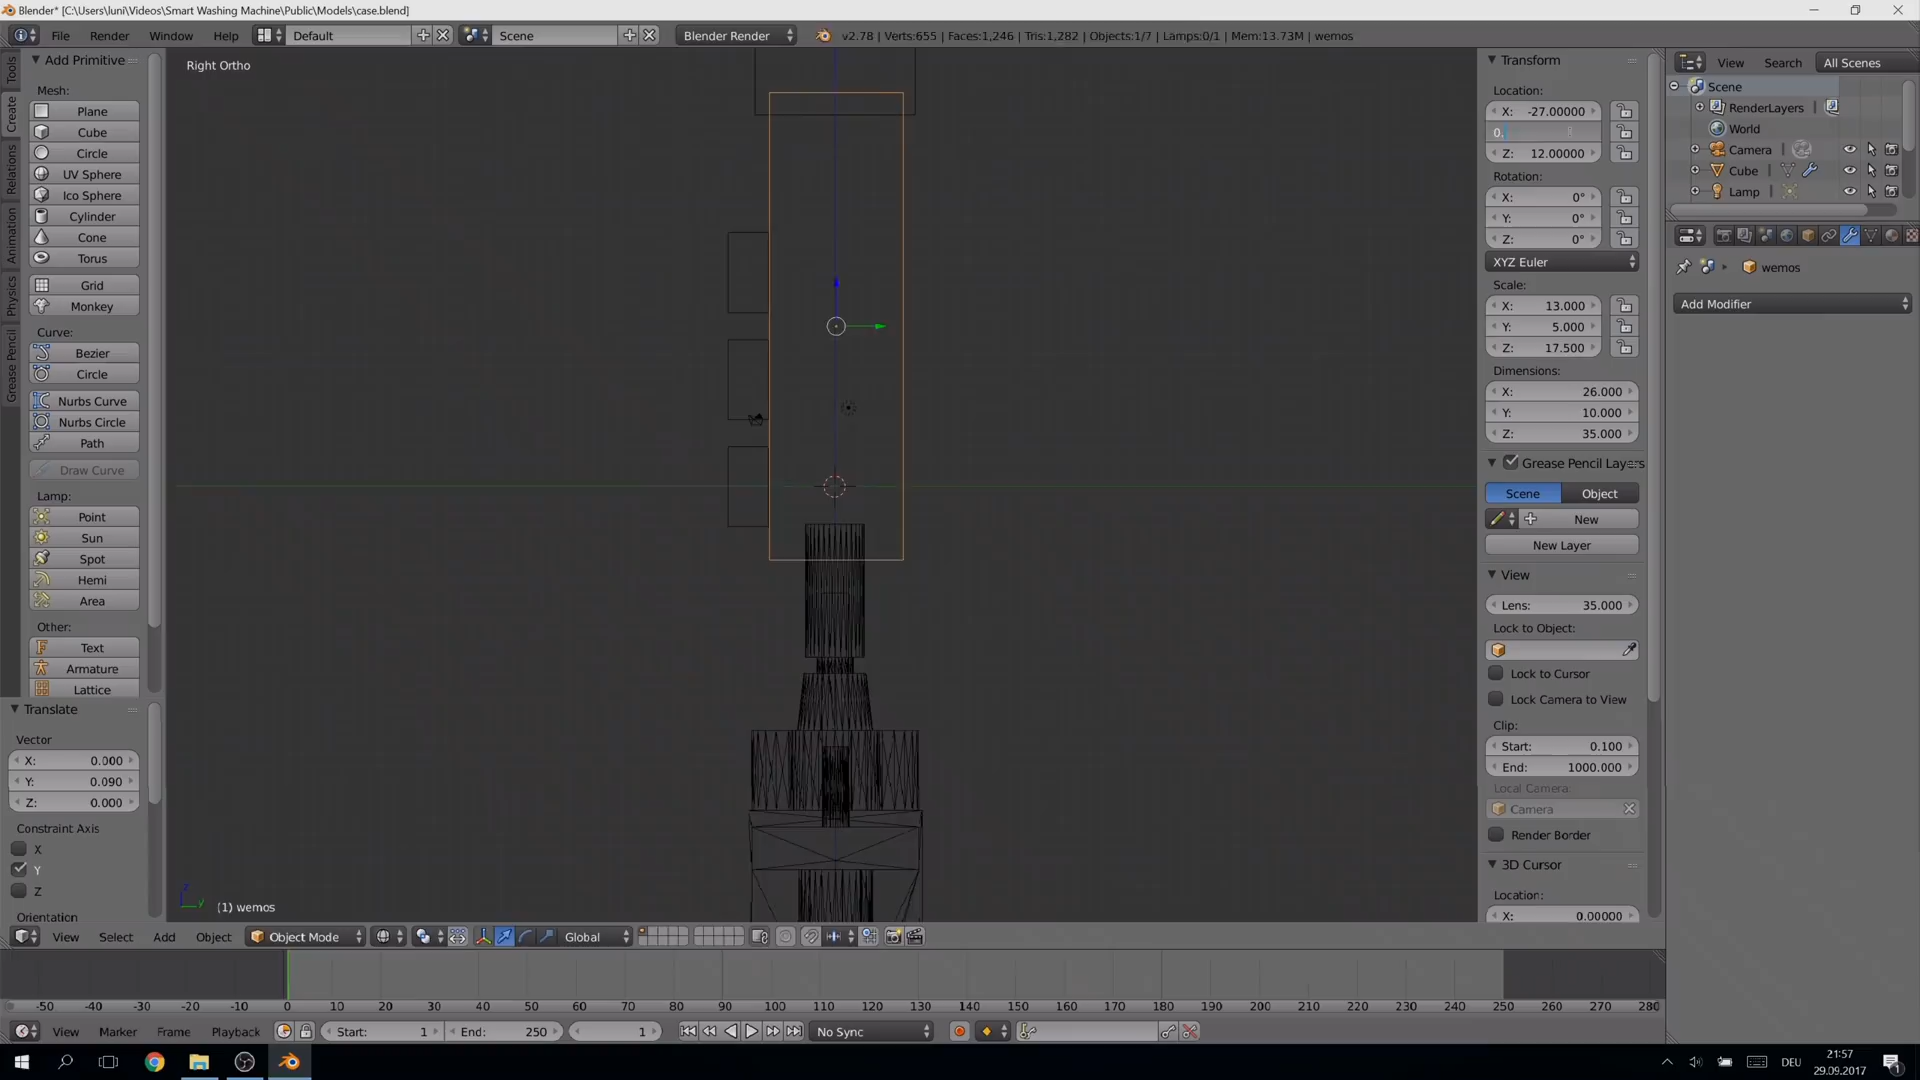 Blender* [C:\Users\luni\Videos\Smart Washing Machine\Public\Models\case.blend]
File Render Window Help Default Scene Blender Render v2.78 | Verts:655 | Faces:1,246 | Tris:1,282 | Objects:1/7 | Lamps:0/1 | Mem:13.73M | wemos
Tools
Create
Relations
Animation
Physics
Grease Pencil
Add Primitive
Mesh:
Plane
Cube
Circle
UV Sphere
Ico Sphere
Cylinder
Cone
Torus
Grid
Monkey
Curve:
Bezier
Circle
Nurbs Curve
Nurbs Circle
Path
Draw Curve
Lamp:
Point
Sun
Spot
Hemi
Area
Other:
Text
Armature
Lattice
Translate
Vector
X: 0.000
Y: 0.090
Z: 0.000
Constraint Axis
X
Y
Z
Orientation
Right Ortho
z
y
(1) wemos
Transform
Location:
X: -27.00000
0.
Z: 12.00000
Rotation:
X: 0°
Y: 0°
Z: 0°
XYZ Euler
Scale:
X: 13.000
Y: 5.000
Z: 17.500
Dimensions:
X: 26.000
Y: 10.000
Z: 35.000
Grease Pencil Layers
Scene Object
New
New Layer
View
Lens: 35.000
Lock to Object:
Lock to Cursor
Lock Camera to View
Clip:
Start: 0.100
End: 1000.000
Local Camera:
Camera
Render Border
3D Cursor
Location:
X: 0.00000
View Search All Scenes
Scene
RenderLayers
World
Camera
Cube
Lamp
wemos
Add Modifier
View Select Add Object Object Mode Global
-50 -40 -30 -20 -10 0 10 20 30 40 50 60 70 80 90 100 110 120 130 140 150 160 170 180 190 200 210 220 230 240 250 260 270 280
View Marker Frame Playback Start: 1 End: 250 1 No Sync
DEU
21:57
29.09.2017
1